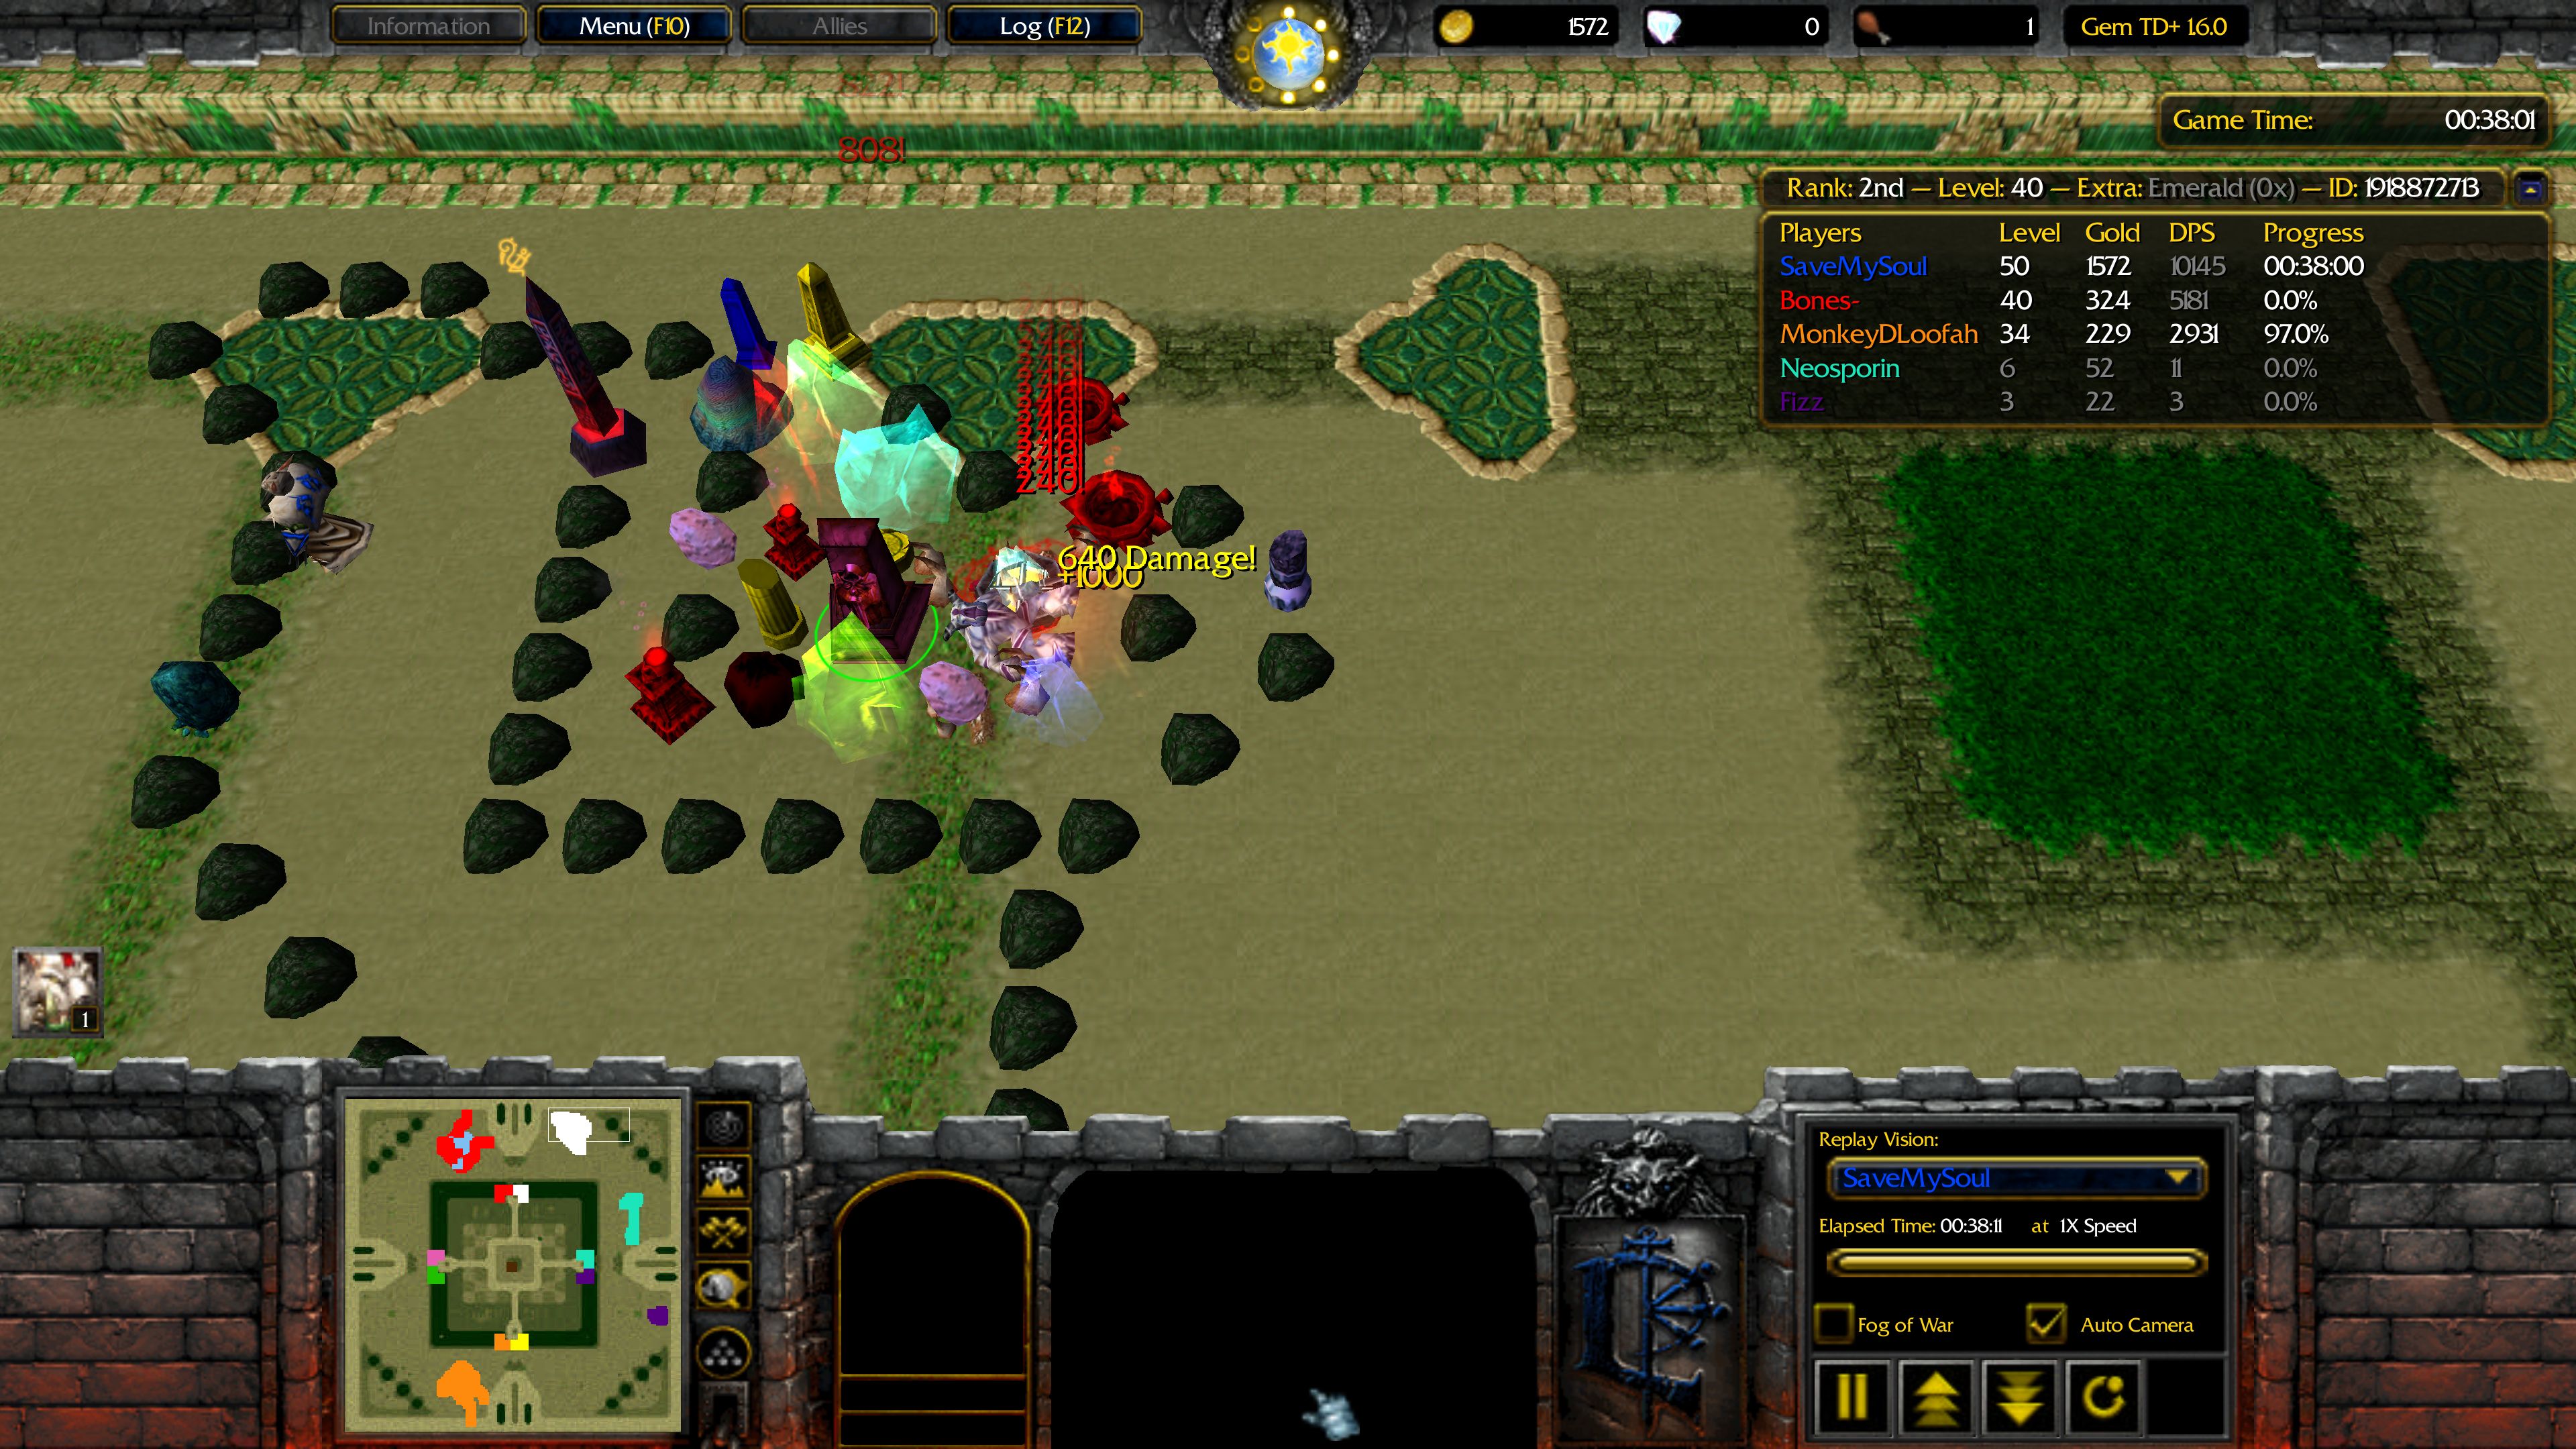 Information Menu (F10) Allies Log (F12) 1572 0 1 Gem TD+ 1.6.0
808!
Game Time: 00:38:01
Rank: 2nd — Level: 40 — Extra: Emerald (0x) — ID: 1918872713
Players Level Gold DPS Progress
SaveMySoul 50 1572 10145 00:38:00
Bones- 40 324 5181 0.0%
MonkeyDLoofah 34 229 2931 97.0%
Neosporin 6 52 11 0.0%
Fizz 3 22 3 0.0%
240!
640 Damage!
+1000
1
Replay Vision:
SaveMySoul
Elapsed Time: 00:38:11 at 1X Speed
Fog of War Auto Camera